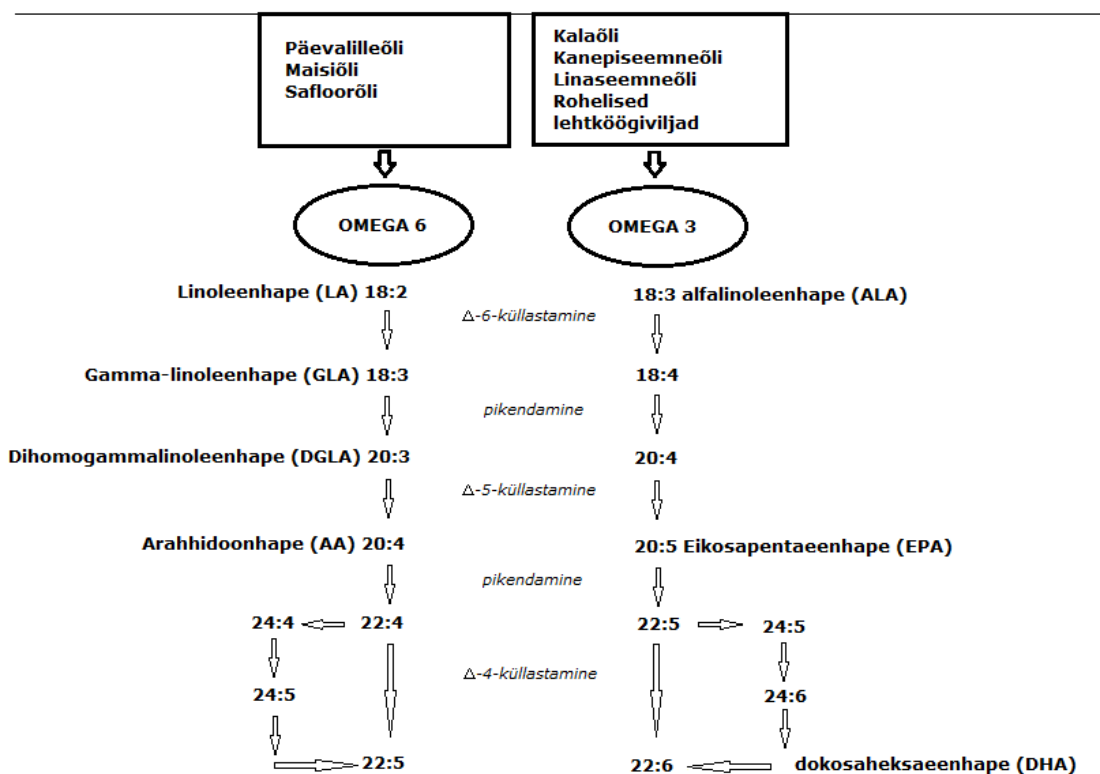 Päevalilleõli
Maisiõli
Safloorõli
Kalaõli
Kanepiseemneõli
Linaseemneõli
Rohelised
lehtköögiviljad
OMEGA 6
OMEGA 3
Linoleenhape (LA) 18:2
18:3 alfalinoleenhape (ALA)
Δ-6-küllastamine
Gamma-linoleenhape (GLA) 18:3
18:4
pikendamine
Dihomogammalinoleenhape (DGLA) 20:3
20:4
Δ-5-küllastamine
Arahhidoonhape (AA) 20:4
20:5 Eikosapentaeenhape (EPA)
pikendamine
24:4
22:4
22:5
24:5
Δ-4-küllastamine
24:5
24:6
22:5
22:6
dokosaheksaeenhape (DHA)